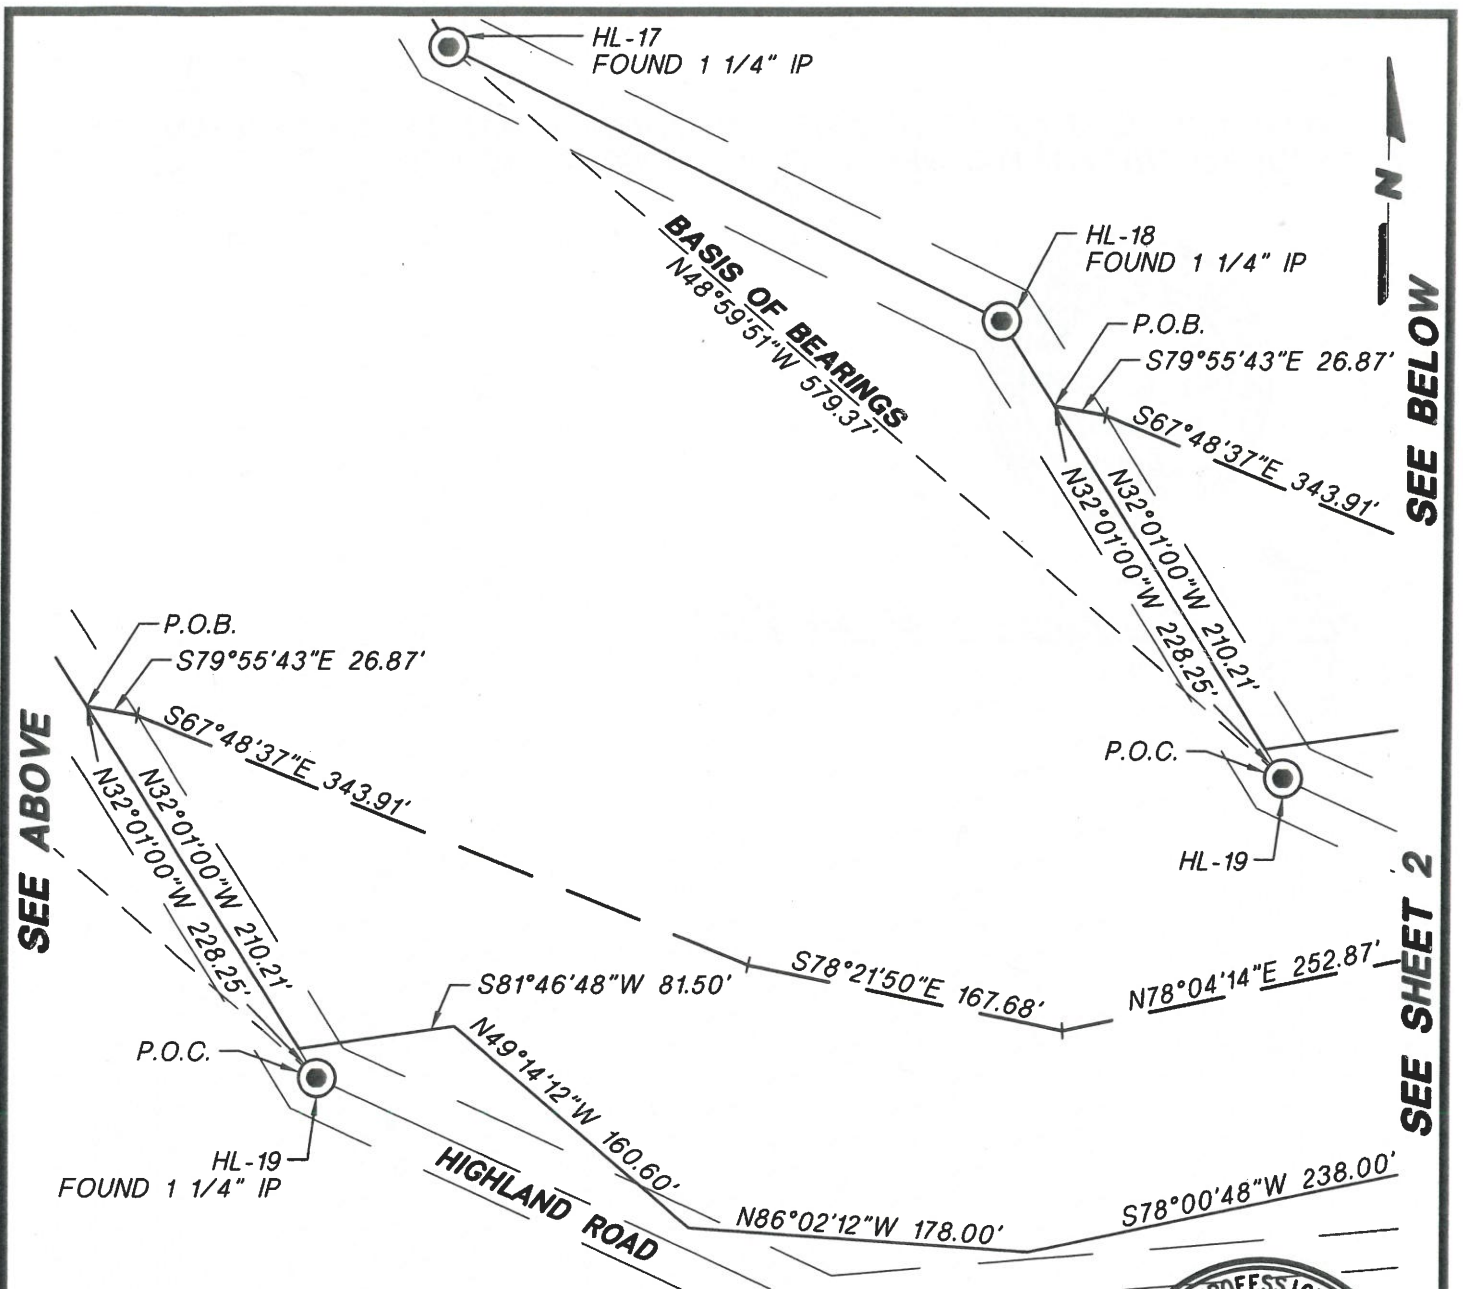 HL-17
FOUND 1 1/4" IP
N
HL-18
FOUND 1 1/4" IP
P.O.B.
S79°55'43"E 26.87'
BASIS OF BEARINGS
N48°59'51"W 579.37'
S67°48'37"E 343.91'
SEE BELOW
N32°01'00"W 210.21'
N32°01'00"W 228.25'
P.O.C.
HL-19
P.O.B.
S79°55'43"E 26.87'
S67°48'37"E 343.91'
SEE ABOVE
N32°01'00"W 210.21'
N32°01'00"W 228.25'
S81°46'48"W 81.50'
S78°21'50"E 167.68'
N78°04'14"E 252.87'
SEE SHEET 2
P.O.C.
N49°14'12"W 160.60'
HL-19
FOUND 1 1/4" IP
HIGHLAND ROAD
N86°02'12"W 178.00'
S78°00'48"W 238.00'